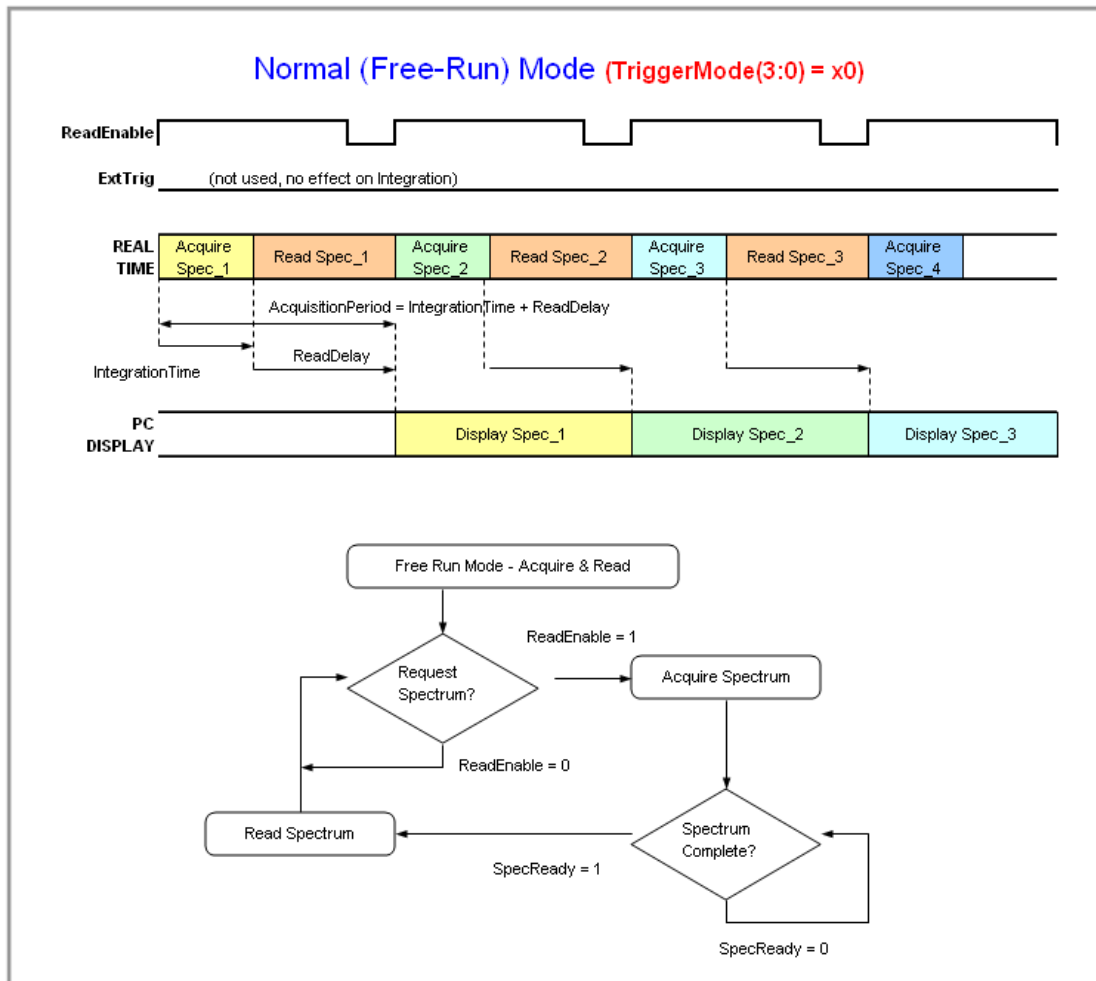 Normal (Free-Run) Mode (TriggerMode(3:0) = x0)
ReadEnable
ExtTrig (not used, no effect on Integration)
REAL TIME
Acquire Spec_1
Read Spec_1
Acquire Spec_2
Read Spec_2
Acquire Spec_3
Read Spec_3
Acquire Spec_4
AcquisitionPeriod = IntegrationTime + ReadDelay
ReadDelay
IntegrationTime
PC DISPLAY
Display Spec_1
Display Spec_2
Display Spec_3
Free Run Mode - Acquire & Read
ReadEnable = 1
Request
Spectrum?
Acquire Spectrum
ReadEnable = 0
Read Spectrum
Spectrum
Complete?
SpecReady = 1
SpecReady = 0